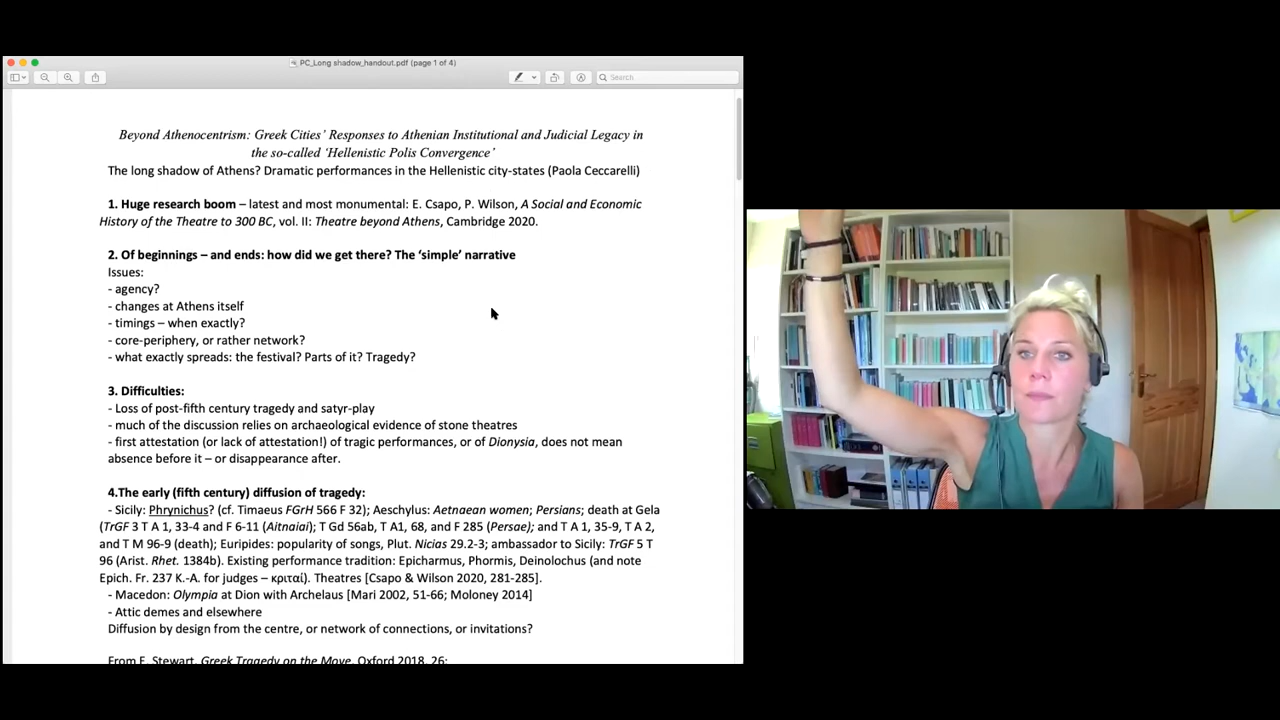 PC_Long shadow_handout.pdf (page 1 of 4)
Search
Beyond Athenocentrism: Greek Cities' Responses to Athenian Institutional and Judicial Legacy in
the so-called 'Hellenistic Polis Convergence'
The long shadow of Athens? Dramatic performances in the Hellenistic city-states (Paola Ceccarelli)
1. Huge research boom – latest and most monumental: E. Csapo, P. Wilson, A Social and Economic
History of the Theatre to 300 BC, vol. II: Theatre beyond Athens, Cambridge 2020.
2. Of beginnings – and ends: how did we get there? The 'simple' narrative
Issues:
- agency?
- changes at Athens itself
- timings – when exactly?
- core-periphery, or rather network?
- what exactly spreads: the festival? Parts of it? Tragedy?
3. Difficulties:
- Loss of post-fifth century tragedy and satyr-play
- much of the discussion relies on archaeological evidence of stone theatres
- first attestation (or lack of attestation!) of tragic performances, or of Dionysia, does not mean
absence before it – or disappearance after.
4.The early (fifth century) diffusion of tragedy:
- Sicily: Phrynichus? (cf. Timaeus FGrH 566 F 32); Aeschylus: Aetnaean women; Persians; death at Gela
(TrGF 3 T A 1, 33-4 and F 6-11 (Aitnaiai); T Gd 56ab, T A1, 68, and F 285 (Persae); and T A 1, 35-9, T A 2,
and T M 96-9 (death); Euripides: popularity of songs, Plut. Nicias 29.2-3; ambassador to Sicily: TrGF 5 T
96 (Arist. Rhet. 1384b). Existing performance tradition: Epicharmus, Phormis, Deinolochus (and note
Epich. Fr. 237 K.-A. for judges – κριταί). Theatres [Csapo & Wilson 2020, 281-285].
- Macedon: Olympia at Dion with Archelaus [Mari 2002, 51-66; Moloney 2014]
- Attic demes and elsewhere
Diffusion by design from the centre, or network of connections, or invitations?
From E. Stewart, Greek Tragedy on the Move, Oxford 2018, 26: